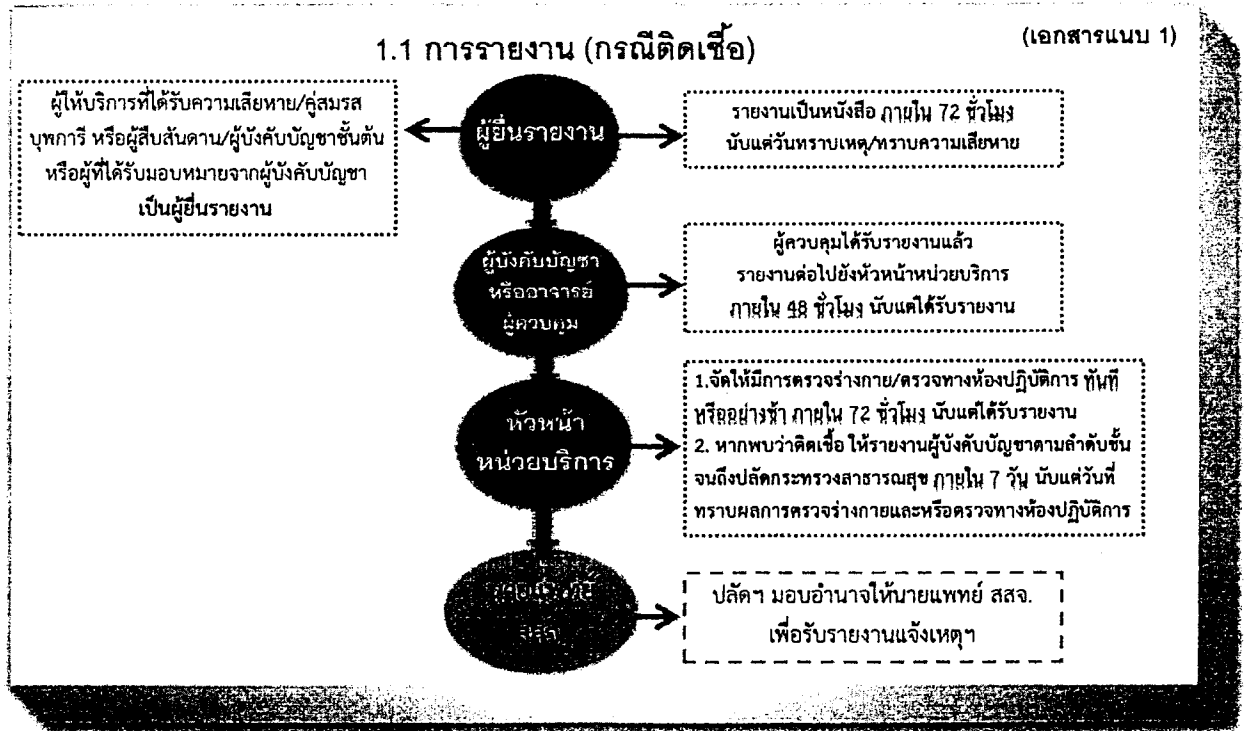 (เอกสารแนบ 1)
1.1 การรายงาน (กรณีติดเชื้อ)
ผู้ให้บริการที่ได้รับความเสียหาย/คู่สมรส
บุพการี หรือผู้สืบสันดาน/ผู้บังคับบัญชาชั้นต้น
หรือผู้ที่ได้รับมอบหมายจากผู้บังคับบัญชา
เป็นผู้ยื่นรายงาน
ผู้ยื่นรายงาน
รายงานเป็นหนังสือ ภายใน 72 ชั่วโมง
นับแต่วันทราบเหตุ/ทราบความเสียหาย
ผู้บังคับบัญชา
หรืออาจารย์
ผู้ควบคุม
ผู้ควบคุมได้รับรายงานแล้ว
รายงานต่อไปยังหัวหน้าหน่วยบริการ
ภายใน 48 ชั่วโมง นับแต่ได้รับรายงาน
หัวหน้า
หน่วยบริการ
1.จัดให้มีการตรวจร่างกาย/ตรวจทางห้องปฏิบัติการ ทันที
หรืออย่างช้า ภายใน 72 ชั่วโมง นับแต่ได้รับรายงาน
2. หากพบว่าติดเชื้อ ให้รายงานผู้บังคับบัญชาตามลำดับชั้น
จนถึงปลัดกระทรวงสาธารณสุข ภายใน 7 วัน นับแต่วันที่
ทราบผลการตรวจร่างกายและหรือตรวจทางห้องปฏิบัติการ
ปลัดฯ มอบอำนาจให้นายแพทย์ สสจ.
เพื่อรับรายงานแจ้งเหตุฯ